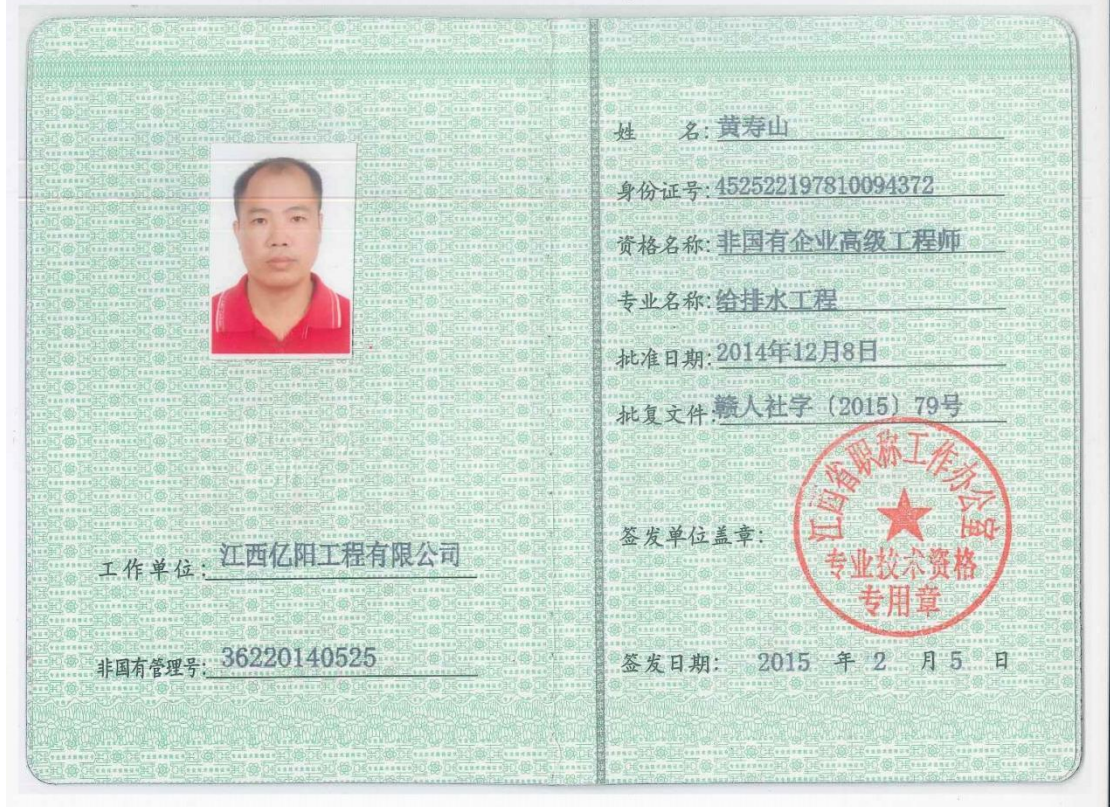 工作单位:江西亿阳工程有限公司
非国有管理号:36220140525
姓 名:黄寿山
身份证号:452522197810094372
资格名称:非国有企业高级工程师
专业名称:给排水工程
批准日期:2014年12月8日
批复文件:赣人社字〔2015〕79号
签发单位盖章:
江西省职称工作办公室
专业技术资格
专用章
签发日期: 2015 年 2 月 5 日